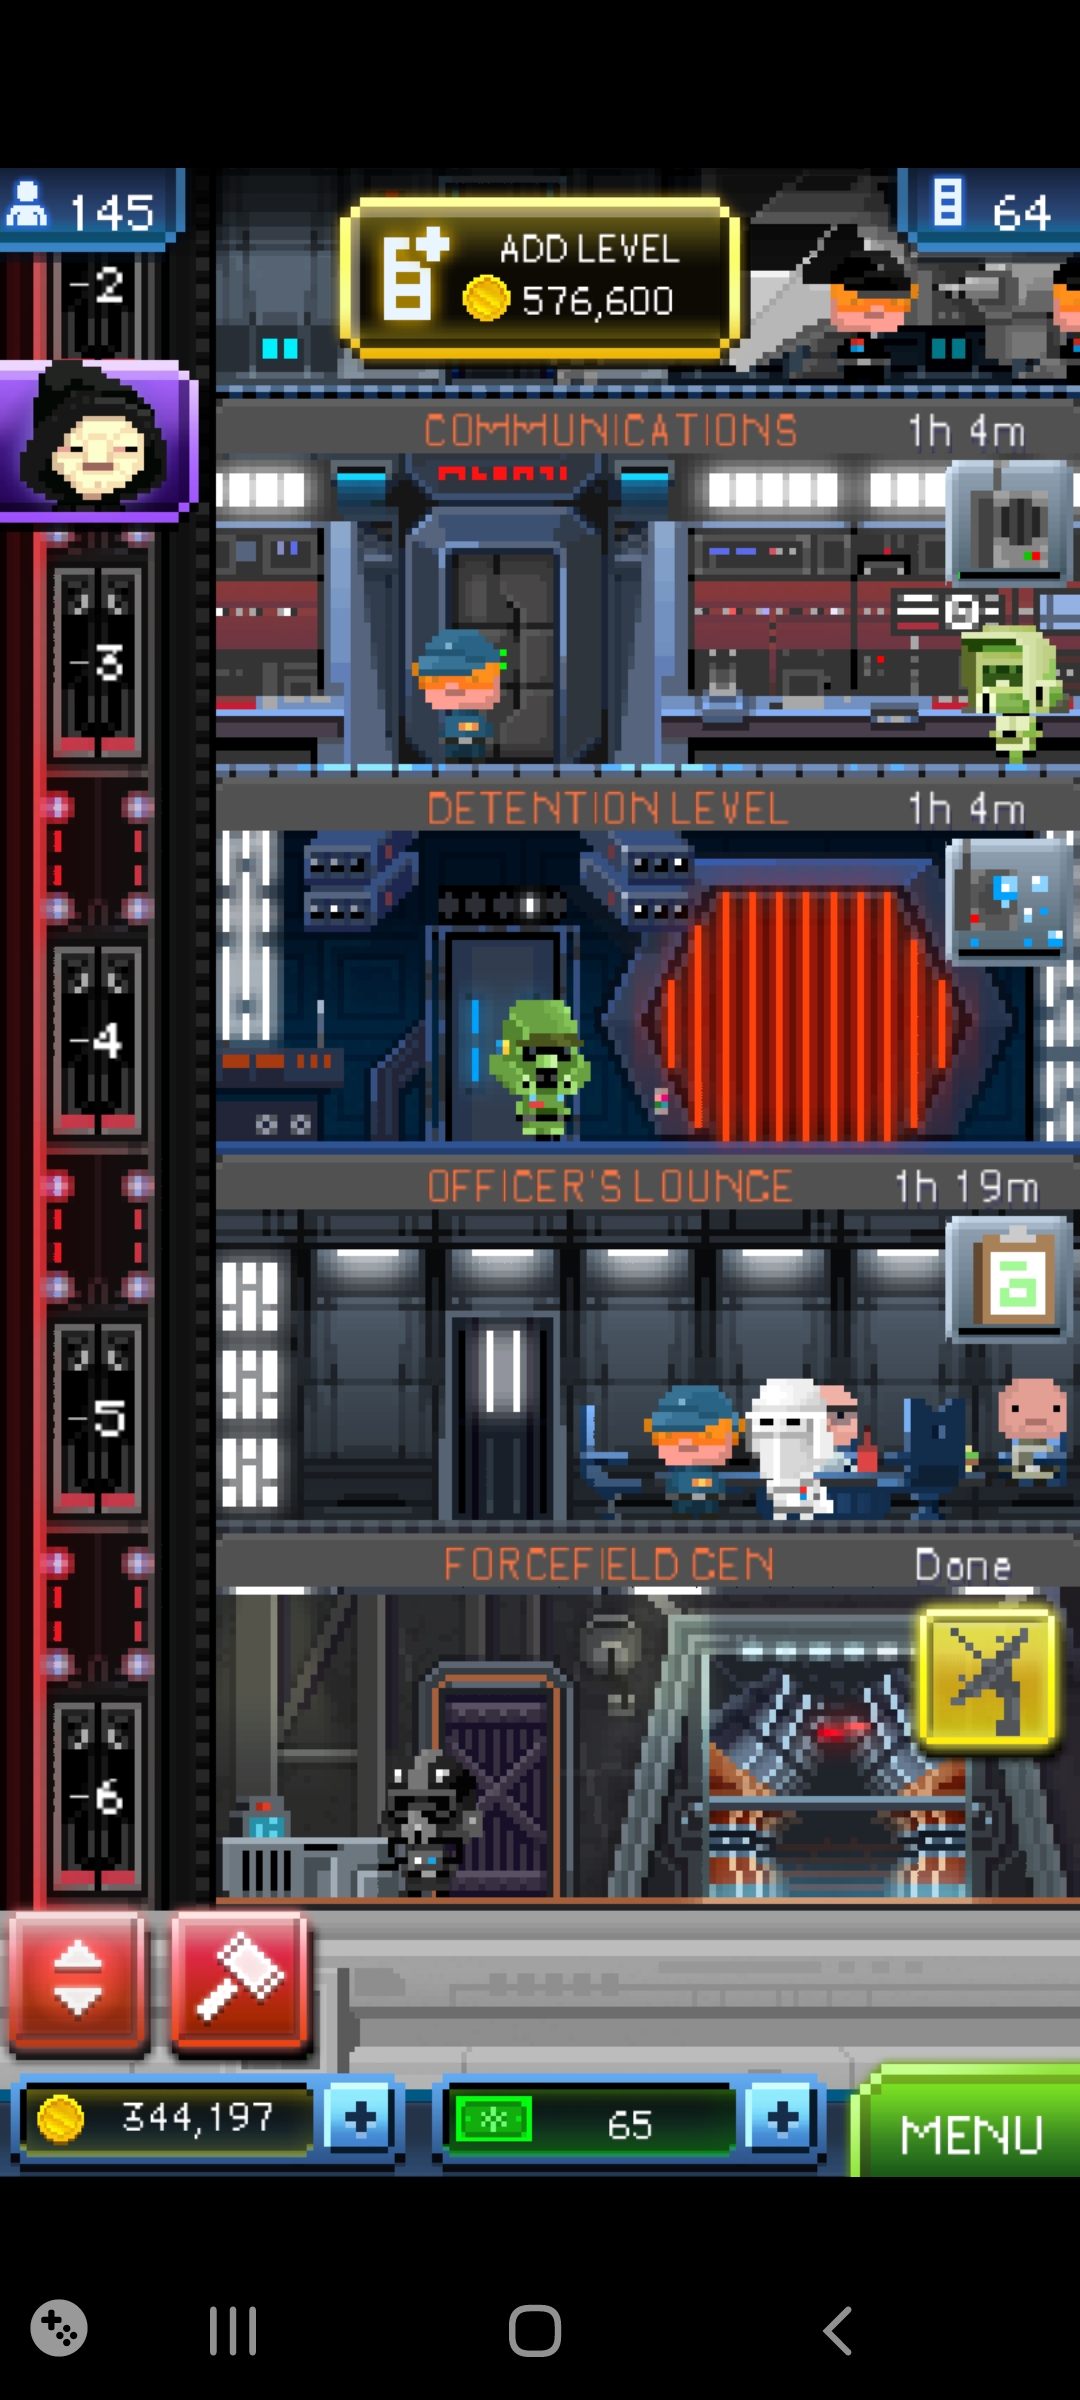 145
ADD LEVEL
576,600
64
-2
COMMUNICATIONS 1h 4m
-3
DETENTION LEVEL 1h 4m
-4
OFFICER'S LOUNGE 1h 19m
-5
FORCEFIELD GEN Done
-6
344,197
65
MENU